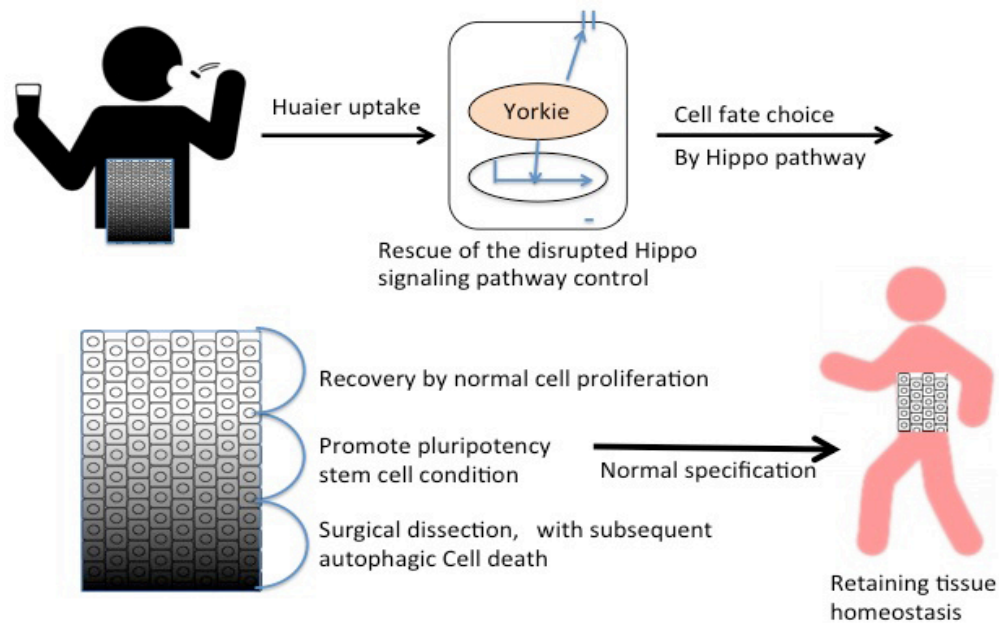 Huaier uptake
Yorkie
Cell fate choice
By Hippo pathway
Rescue of the disrupted Hippo
signaling pathway control
Recovery by normal cell proliferation
Promote pluripotency
stem cell condition
Normal specification
Surgical dissection, with subsequent
autophagic Cell death
Retaining tissue
homeostasis